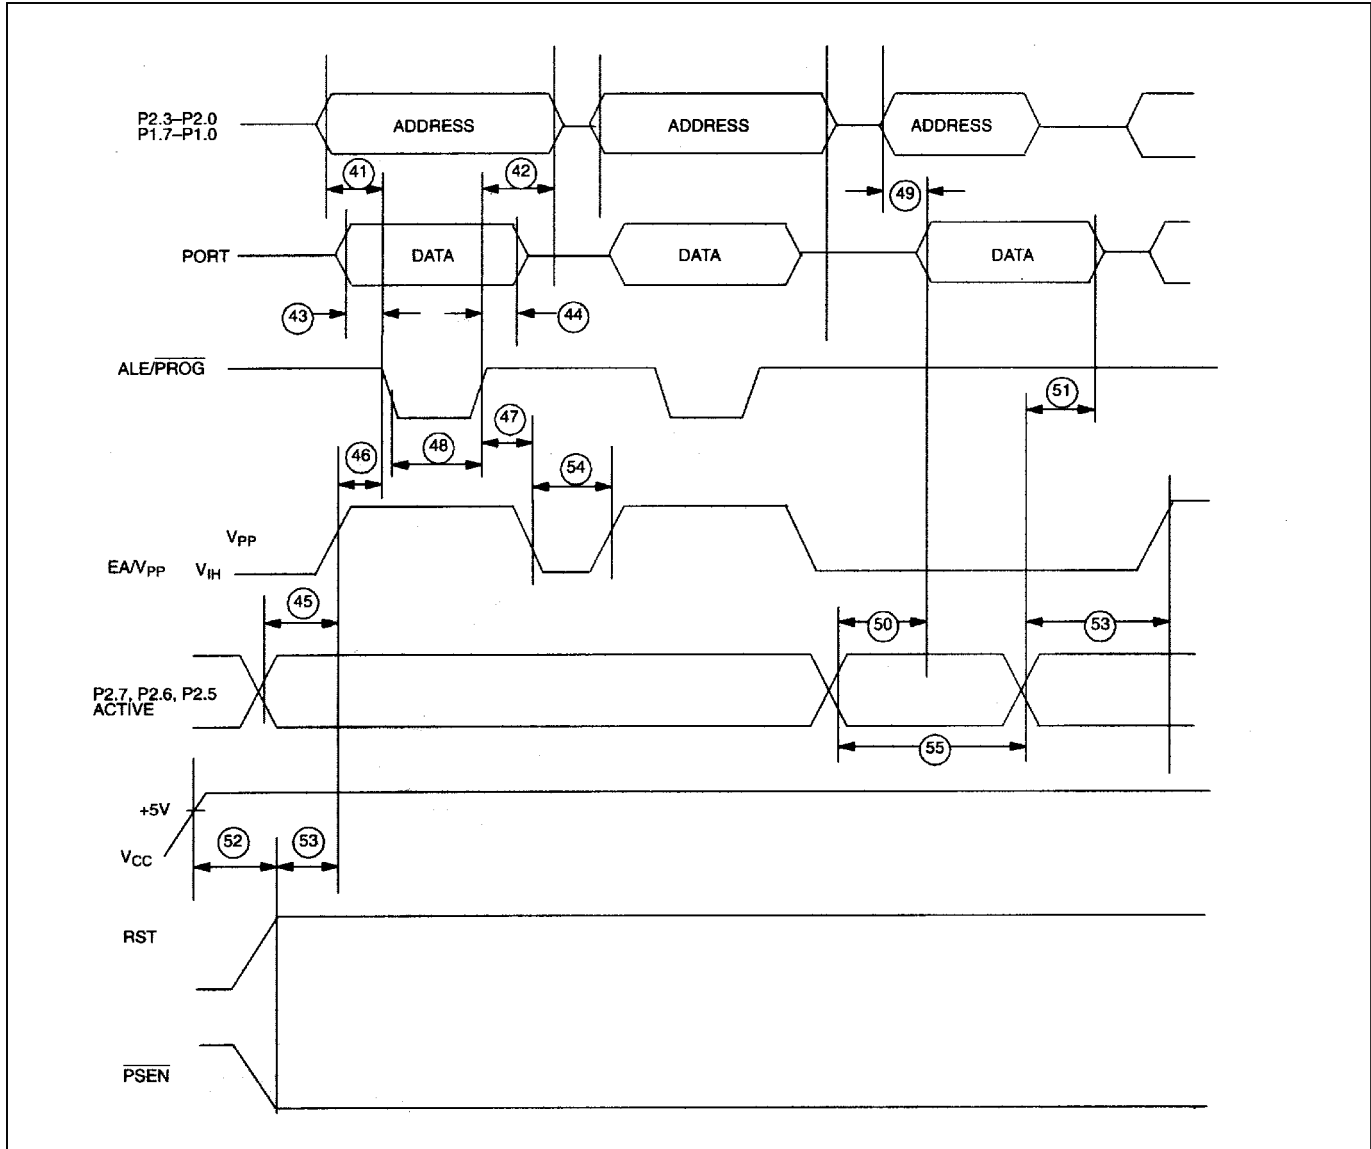 P2.3–P2.0
P1.7–P1.0
ADDRESS
ADDRESS
ADDRESS
41
42
49
PORT
DATA
DATA
DATA
43
44
ALE/PROG
51
47
48
46
54
VPP
EA/VPP
VIH
45
50
53
P2.7, P2.6, P2.5
ACTIVE
55
+5V
52
53
VCC
RST
PSEN